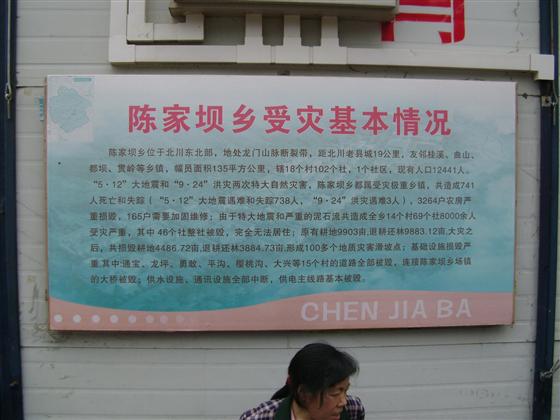 陈家坝乡受灾基本情况
陈家坝乡位于北川东北部，地处龙门山脉断裂带，距北川老县城19公里，友邻桂溪、曲山、
都坝、贯岭等乡镇，幅员面积135平方公里，辖18个村102个社，1个社区，现有人口12441人。
“5·12”大地震和“9·24”洪灾两次特大自然灾害，陈家坝乡都属受灾极重乡镇，共造成741
人死亡和失踪（“5·12”大地震遇难和失踪738人，“9·24”洪灾遇难3人），3264户农房严
重损毁，165户需要加固维修；由于特大地震和严重的泥石流共造成全乡14个村69个社8000余人
受灾严重，其中46个社整社被毁，完全无法居住；原有耕地9903亩，退耕还林9883.12亩，大灾之
后，共损毁耕地4486.72亩，退耕还林3884.73亩，形成100多个地质灾害滑坡点；基础设施损毁严
重其中通宝、龙坪、勇敢、平沟、樱桃沟、大兴等15个村的道路全部被毁，连接陈家坝乡场镇
的大桥被毁；供水设施、通讯设施全部中断，供电主线路基本被毁。
CHEN JIA BA